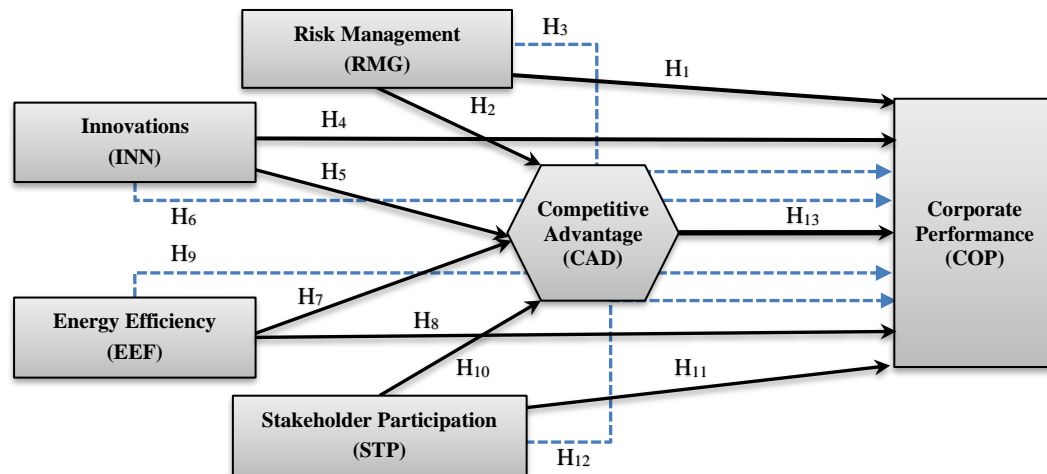 Risk Management
(RMG)
H3
H1
H2
Innovations
(INN)
H4
H5
H6
Competitive
Advantage
(CAD)
H13
Corporate
Performance
(COP)
H9
H7
Energy Efficiency
(EEF)
H8
H10
H11
Stakeholder Participation
(STP)
H12